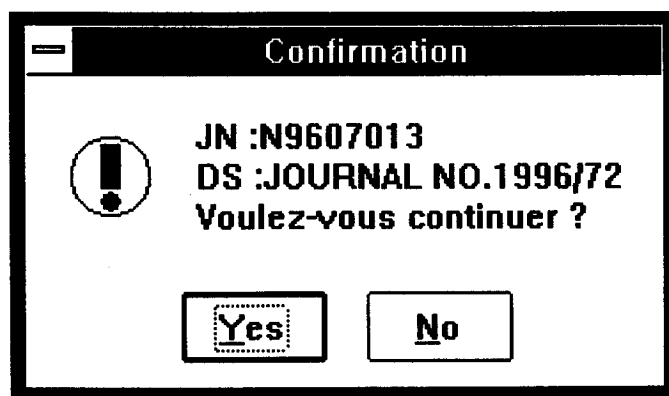 Confirmation
JN :N9607013
DS :JOURNAL NO.1996/72
Voulez-vous continuer ?
Yes
No